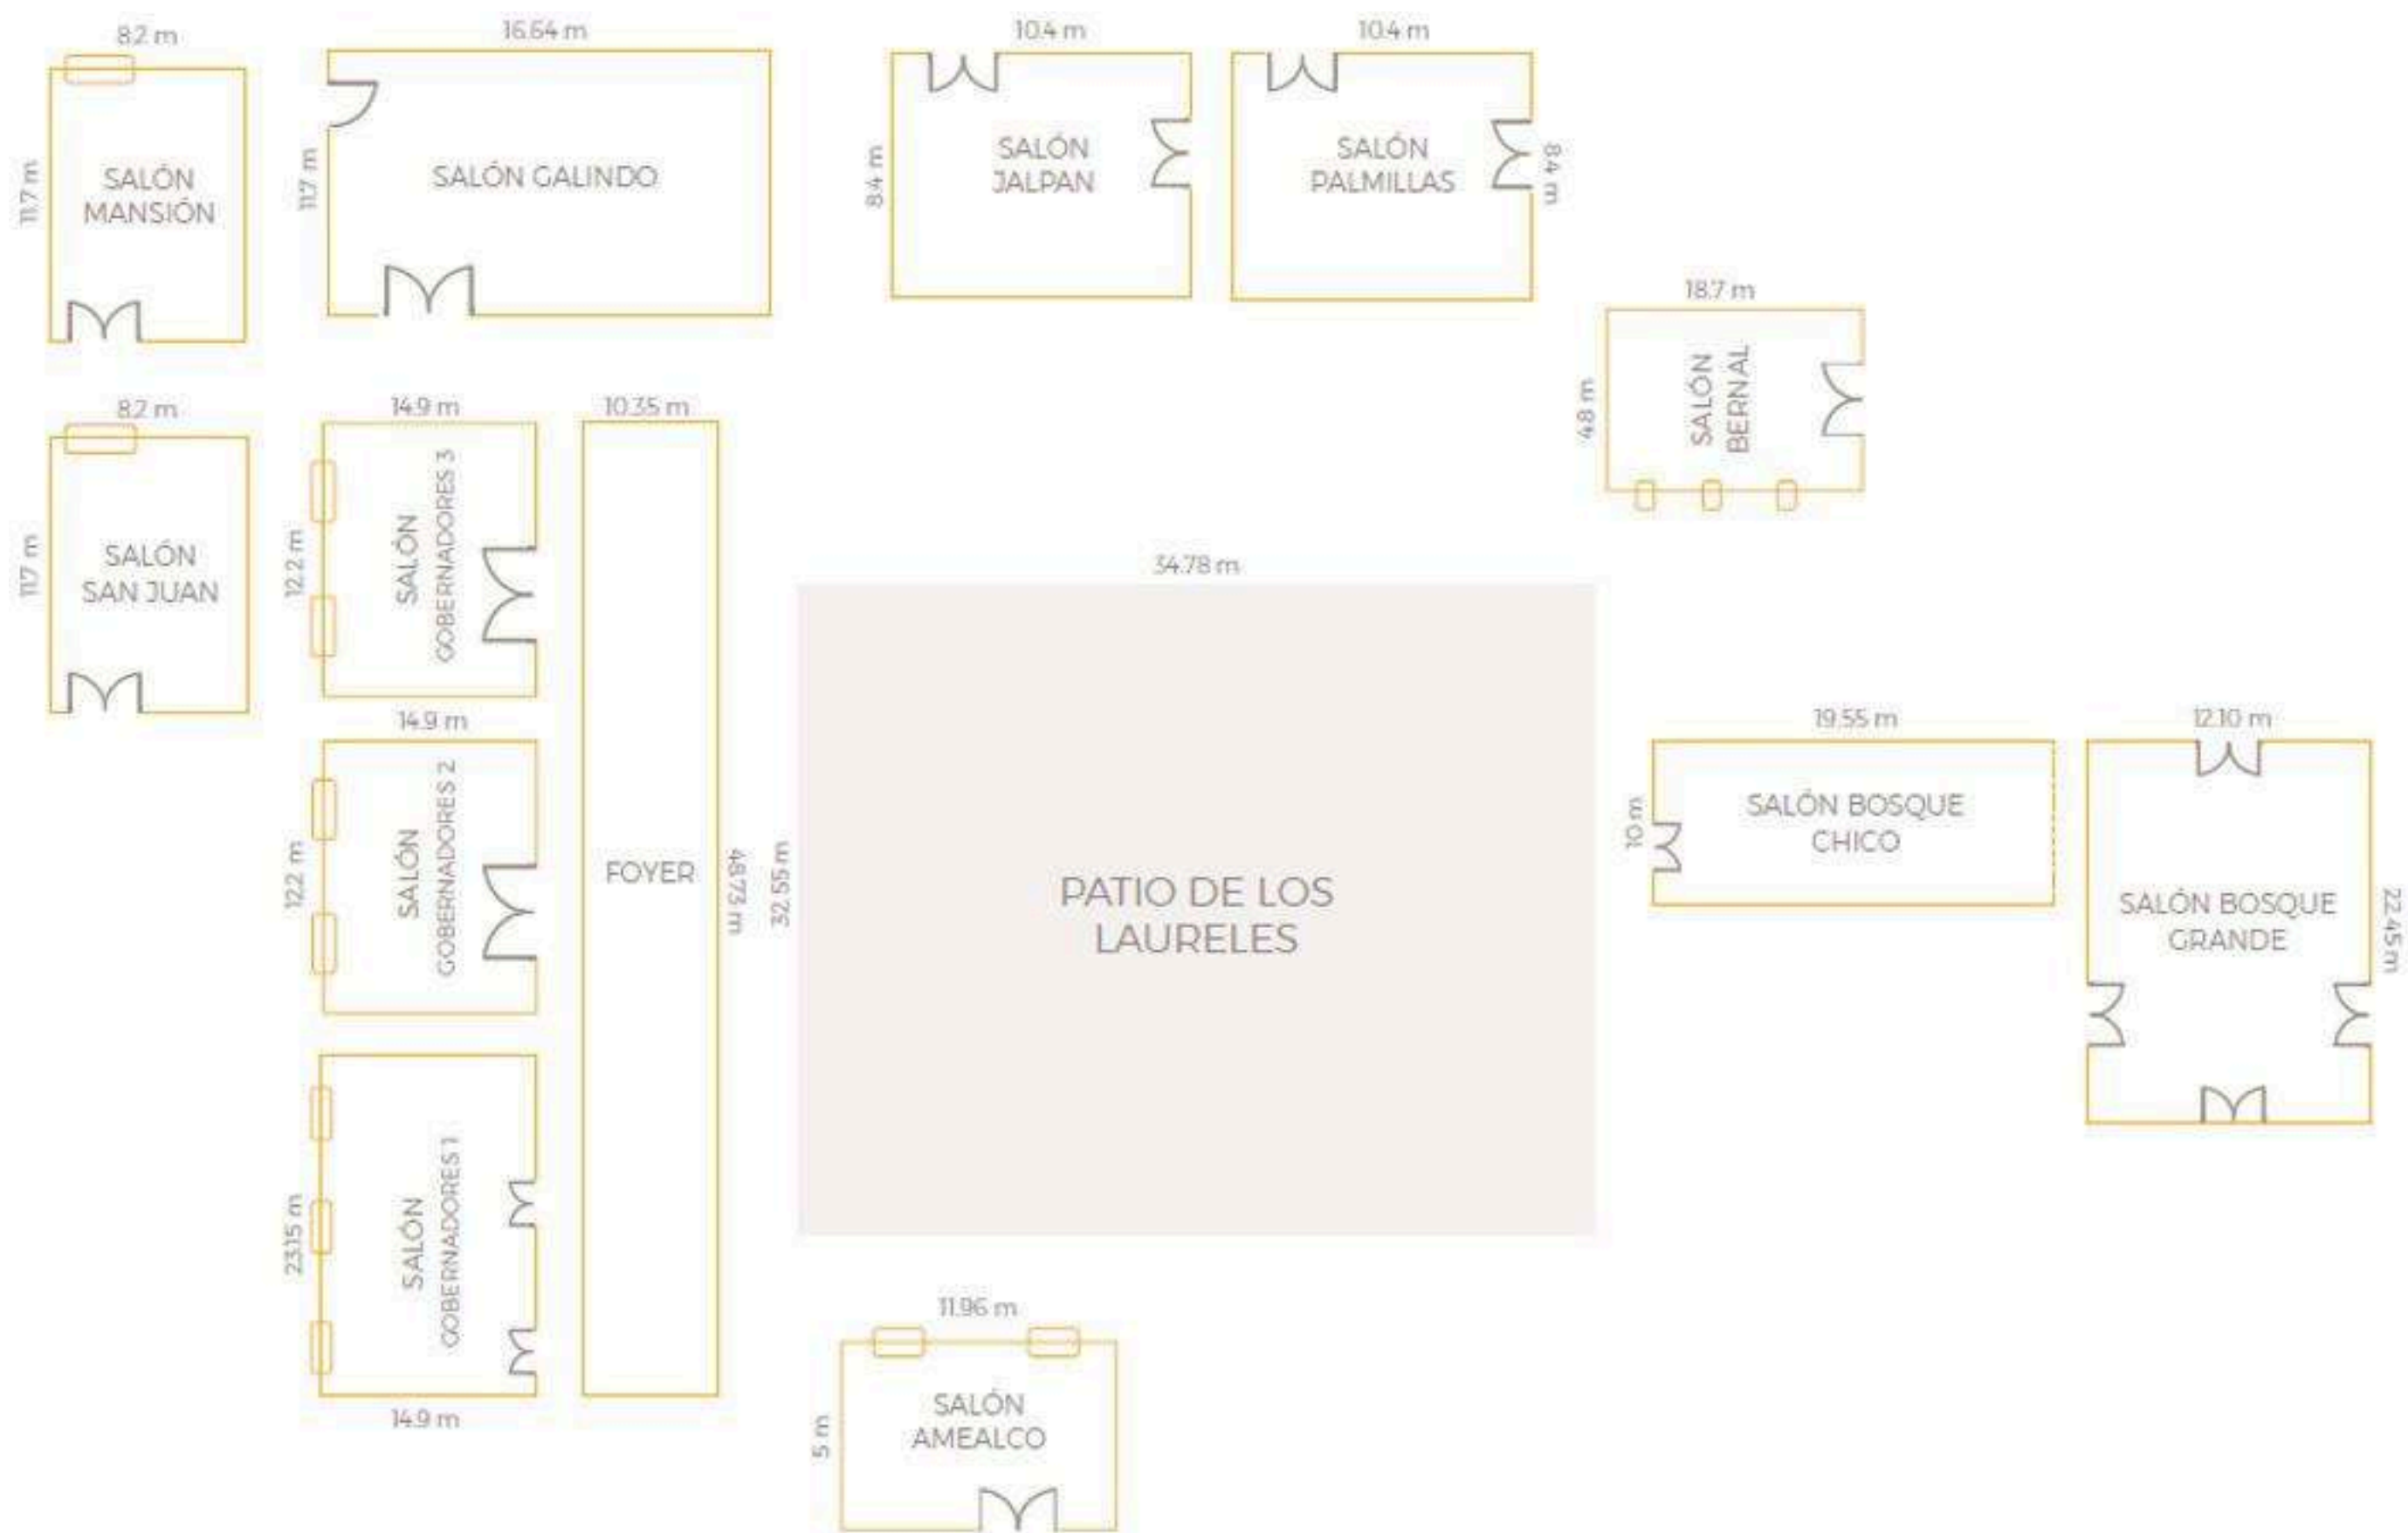 8.2 m
11.7 m
SALÓN
MANSIÓN
16.64 m
11.7 m
SALÓN GALINDO
10.4 m
8.4 m
SALÓN
JALPAN
10.4 m
SALÓN
PALMILLAS
8.4 m
18.7 m
4.8 m
SALÓN
BERNAL
8.2 m
11.7 m
SALÓN
SAN JUAN
14.9 m
12.2 m
SALÓN
GOBERNADORES 3
14.9 m
12.2 m
SALÓN
GOBERNADORES 2
23.15 m
SALÓN
GOBERNADORES 1
14.9 m
10.35 m
FOYER
48.73 m
34.78 m
32.55 m
PATIO DE LOS
LAURELES
19.55 m
10 m
SALÓN BOSQUE
CHICO
12.10 m
SALÓN BOSQUE
GRANDE
22.45 m
11.96 m
5 m
SALÓN
AMEALCO